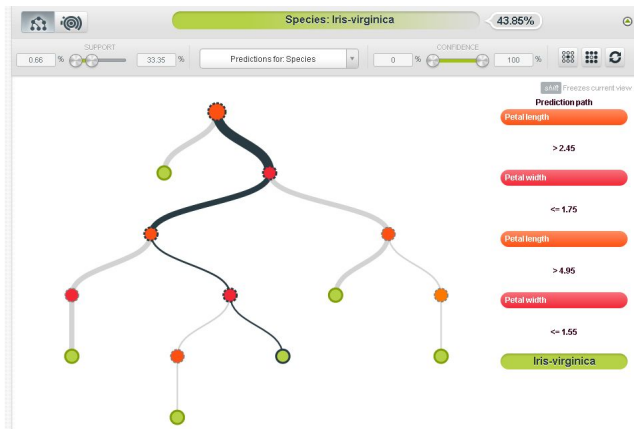 Species: Iris-virginica
43.85%
SUPPORT
0.66 % 33.35 %
Predictions for: Species
CONFIDENCE
0 % 100 %
shift Freezes current view
Prediction path
Petal length
> 2.45
Petal width
<= 1.75
Petal length
> 4.95
Petal width
<= 1.55
Iris-virginica